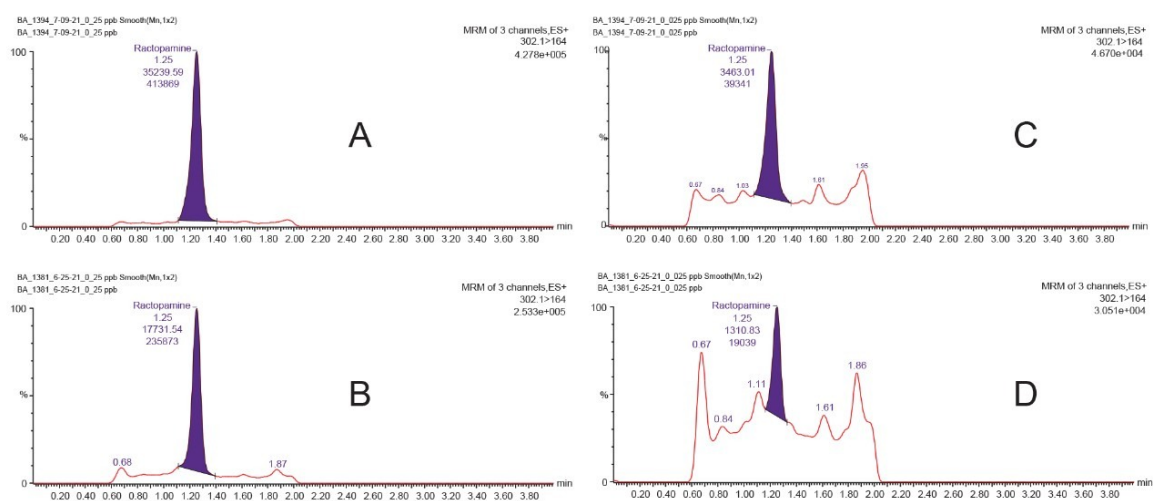 BA_1394_7-09-21_0_25 ppb Smooth(Mn,1x2)
BA_1394_7-09-21_0_25 ppb
MRM of 3 channels,ES+
302.1>164
4.278e+005
Ractopamine
1.25
35239.59
413869
100
%
0
A
0.20 0.40 0.60 0.80 1.00 1.20 1.40 1.60 1.80 2.00 2.20 2.40 2.60 2.80 3.00 3.20 3.40 3.60 3.80 min
BA_1394_7-09-21_0_025 ppb Smooth(Mn,1x2)
BA_1394_7-09-21_0_025 ppb
MRM of 3 channels,ES+
302.1>164
4.670e+004
Ractopamine
1.25
3463.01
39341
100
%
0
0.67 0.84 1.03 1.61 1.95
C
0.20 0.40 0.60 0.80 1.00 1.20 1.40 1.60 1.80 2.00 2.20 2.40 2.60 2.80 3.00 3.20 3.40 3.60 3.80 min
BA_1381_6-25-21_0_25 ppb Smooth(Mn,1x2)
BA_1381_6-25-21_0_25 ppb
MRM of 3 channels,ES+
302.1>164
2.533e+005
Ractopamine
1.25
17731.54
235873
100
%
0
0.68 1.87
B
0.20 0.40 0.60 0.80 1.00 1.20 1.40 1.60 1.80 2.00 2.20 2.40 2.60 2.80 3.00 3.20 3.40 3.60 3.80 min
BA_1381_6-25-21_0_025 ppb Smooth(Mn,1x2)
BA_1381_6-25-21_0_025 ppb
MRM of 3 channels,ES+
302.1>164
3.051e+004
Ractopamine
1.25
1310.83
19039
100
%
0
0.67 0.84 1.11 1.61 1.86
D
0.20 0.40 0.60 0.80 1.00 1.20 1.40 1.60 1.80 2.00 2.20 2.40 2.60 2.80 3.00 3.20 3.40 3.60 3.80 min